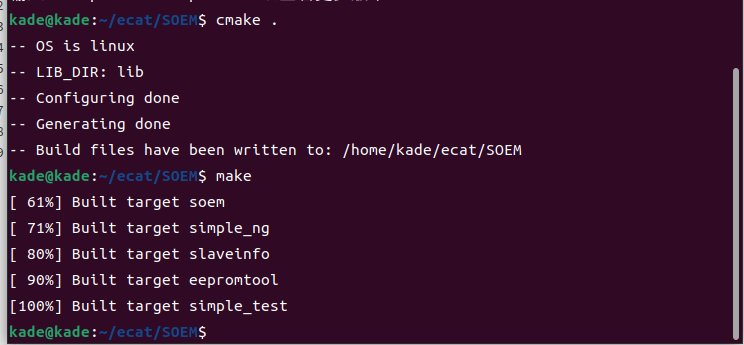 kade@kade:~/ecat/SOEM$ cmake .
-- OS is linux
-- LIB_DIR: lib
-- Configuring done
-- Generating done
-- Build files have been written to: /home/kade/ecat/SOEM
kade@kade:~/ecat/SOEM$ make
[ 61%] Built target soem
[ 71%] Built target simple_ng
[ 80%] Built target slaveinfo
[ 90%] Built target eepromtool
[100%] Built target simple_test
kade@kade:~/ecat/SOEM$